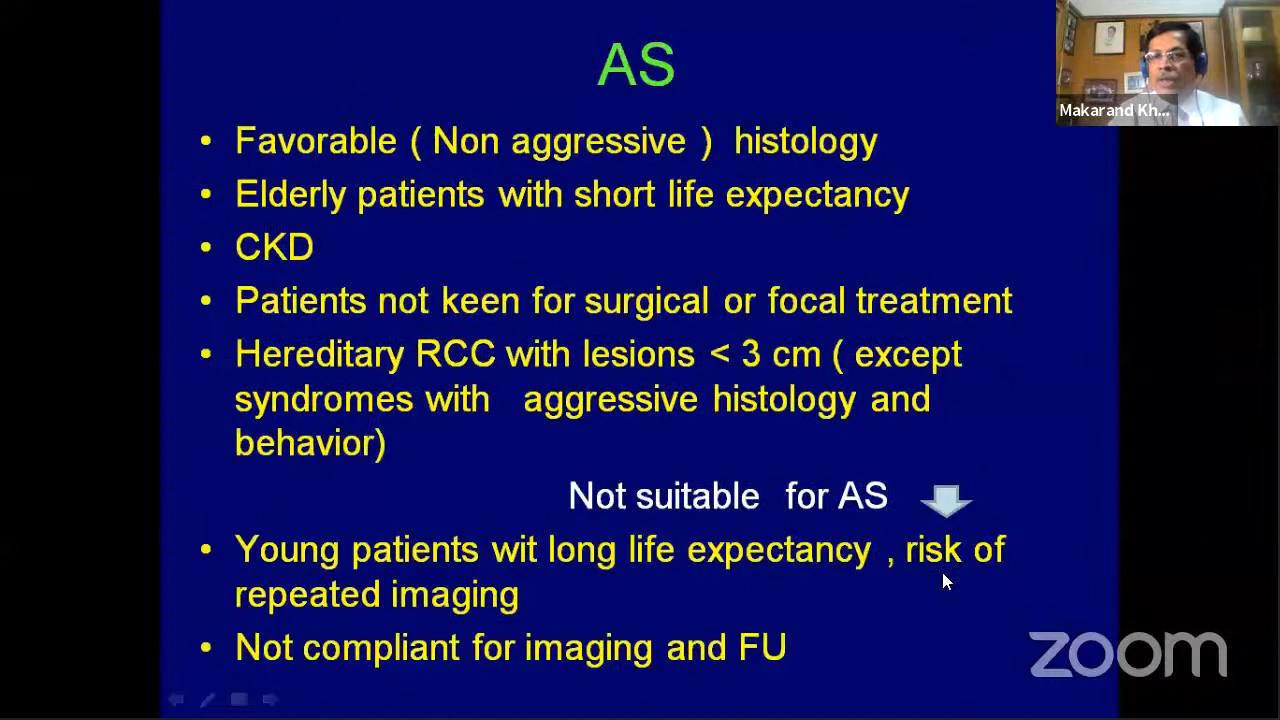 AS
Makarand Kh...
• Favorable ( Non aggressive ) histology
• Elderly patients with short life expectancy
• CKD
• Patients not keen for surgical or focal treatment
• Hereditary RCC with lesions < 3 cm ( except
syndromes with aggressive histology and
behavior)
Not suitable for AS
• Young patients wit long life expectancy , risk of
repeated imaging
• Not compliant for imaging and FU
zoom